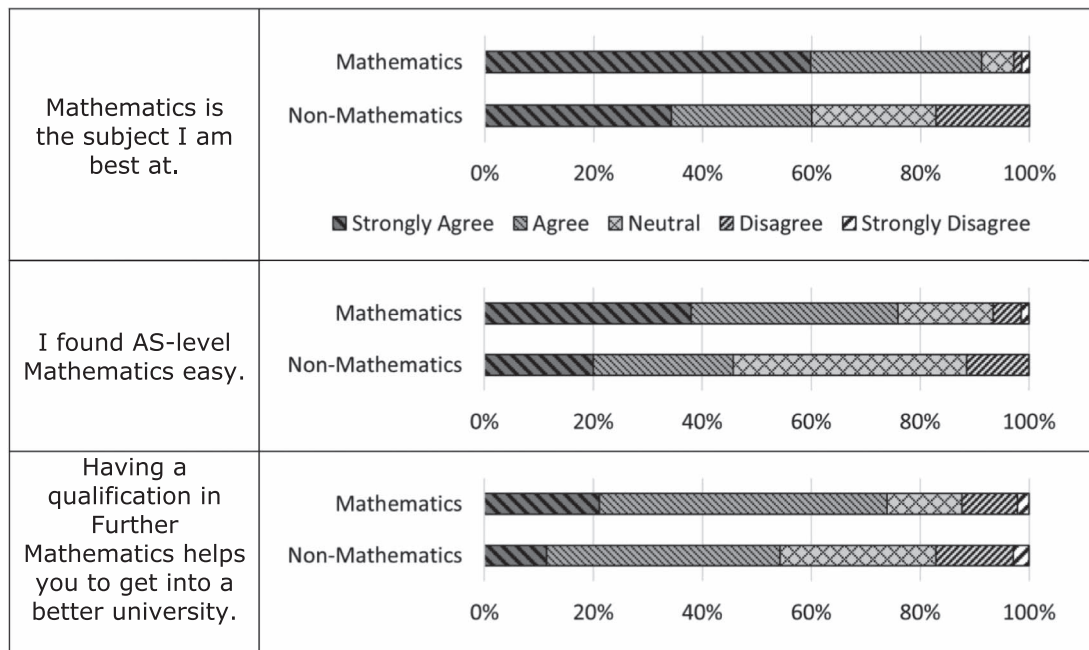 Mathematics is
the subject I am
best at.
Mathematics
Non-Mathematics
0% 20% 40% 60% 80% 100%
Strongly Agree Agree Neutral Disagree Strongly Disagree
I found AS-level
Mathematics easy.
Mathematics
Non-Mathematics
0% 20% 40% 60% 80% 100%
Having a
qualification in
Further
Mathematics helps
you to get into a
better university.
Mathematics
Non-Mathematics
0% 20% 40% 60% 80% 100%